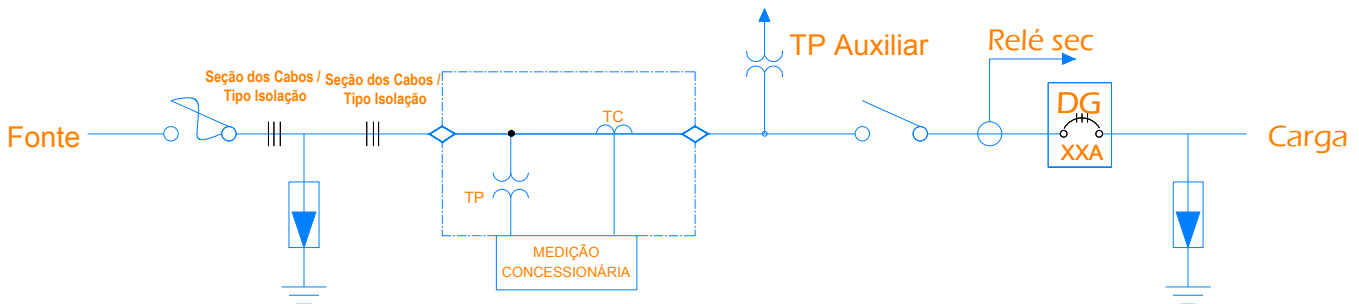 Fonte
Seção dos Cabos /
Tipo Isolação
Seção dos Cabos /
Tipo Isolação
TP
TC
MEDIÇÃO
CONCESSIONÁRIA
TP Auxiliar
Relé sec
DG
XXA
Carga